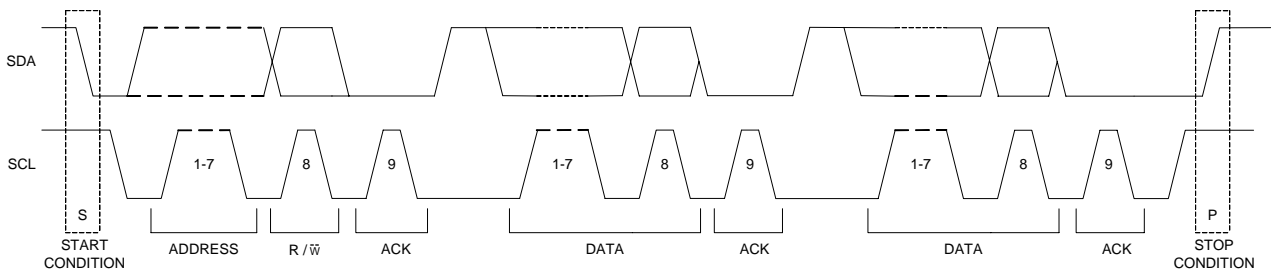 SDA
SCL
1-7
8
9
1-7
8
9
1-7
8
9
S
P
START
CONDITION
ADDRESS
R / W̅
ACK
DATA
ACK
DATA
ACK
STOP
CONDITION